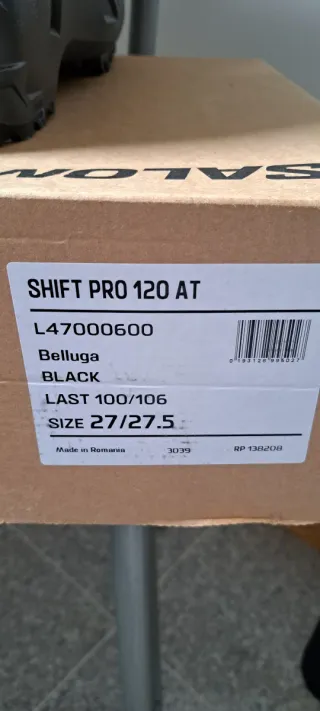 SALOMON
SHIFT PRO 120 AT
L47000600
Belluga
BLACK
LAST 100/106
SIZE 27/27.5
Made in Romania 3039 RP 138208